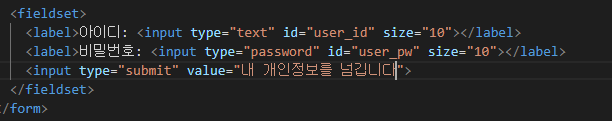 <fieldset>
<label>아이디: <input type="text" id="user_id" size="10"></label>
<label>비밀번호: <input type="password" id="user_pw" size="10"></label>
<input type="submit" value="내 개인정보를 넘깁니다">
</fieldset>
/form>